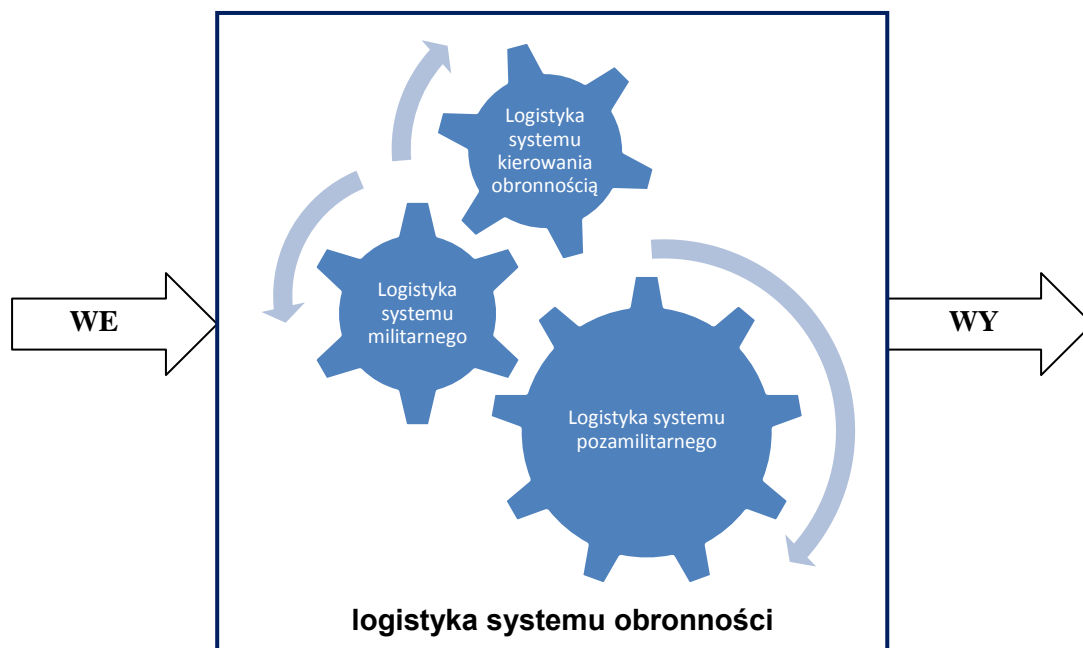 Logistyka
systemu
kierowania
obronnością
Logistyka
systemu
militarnego
WE
WY
Logistyka systemu
pozamilitarnego
logistyka systemu obronności